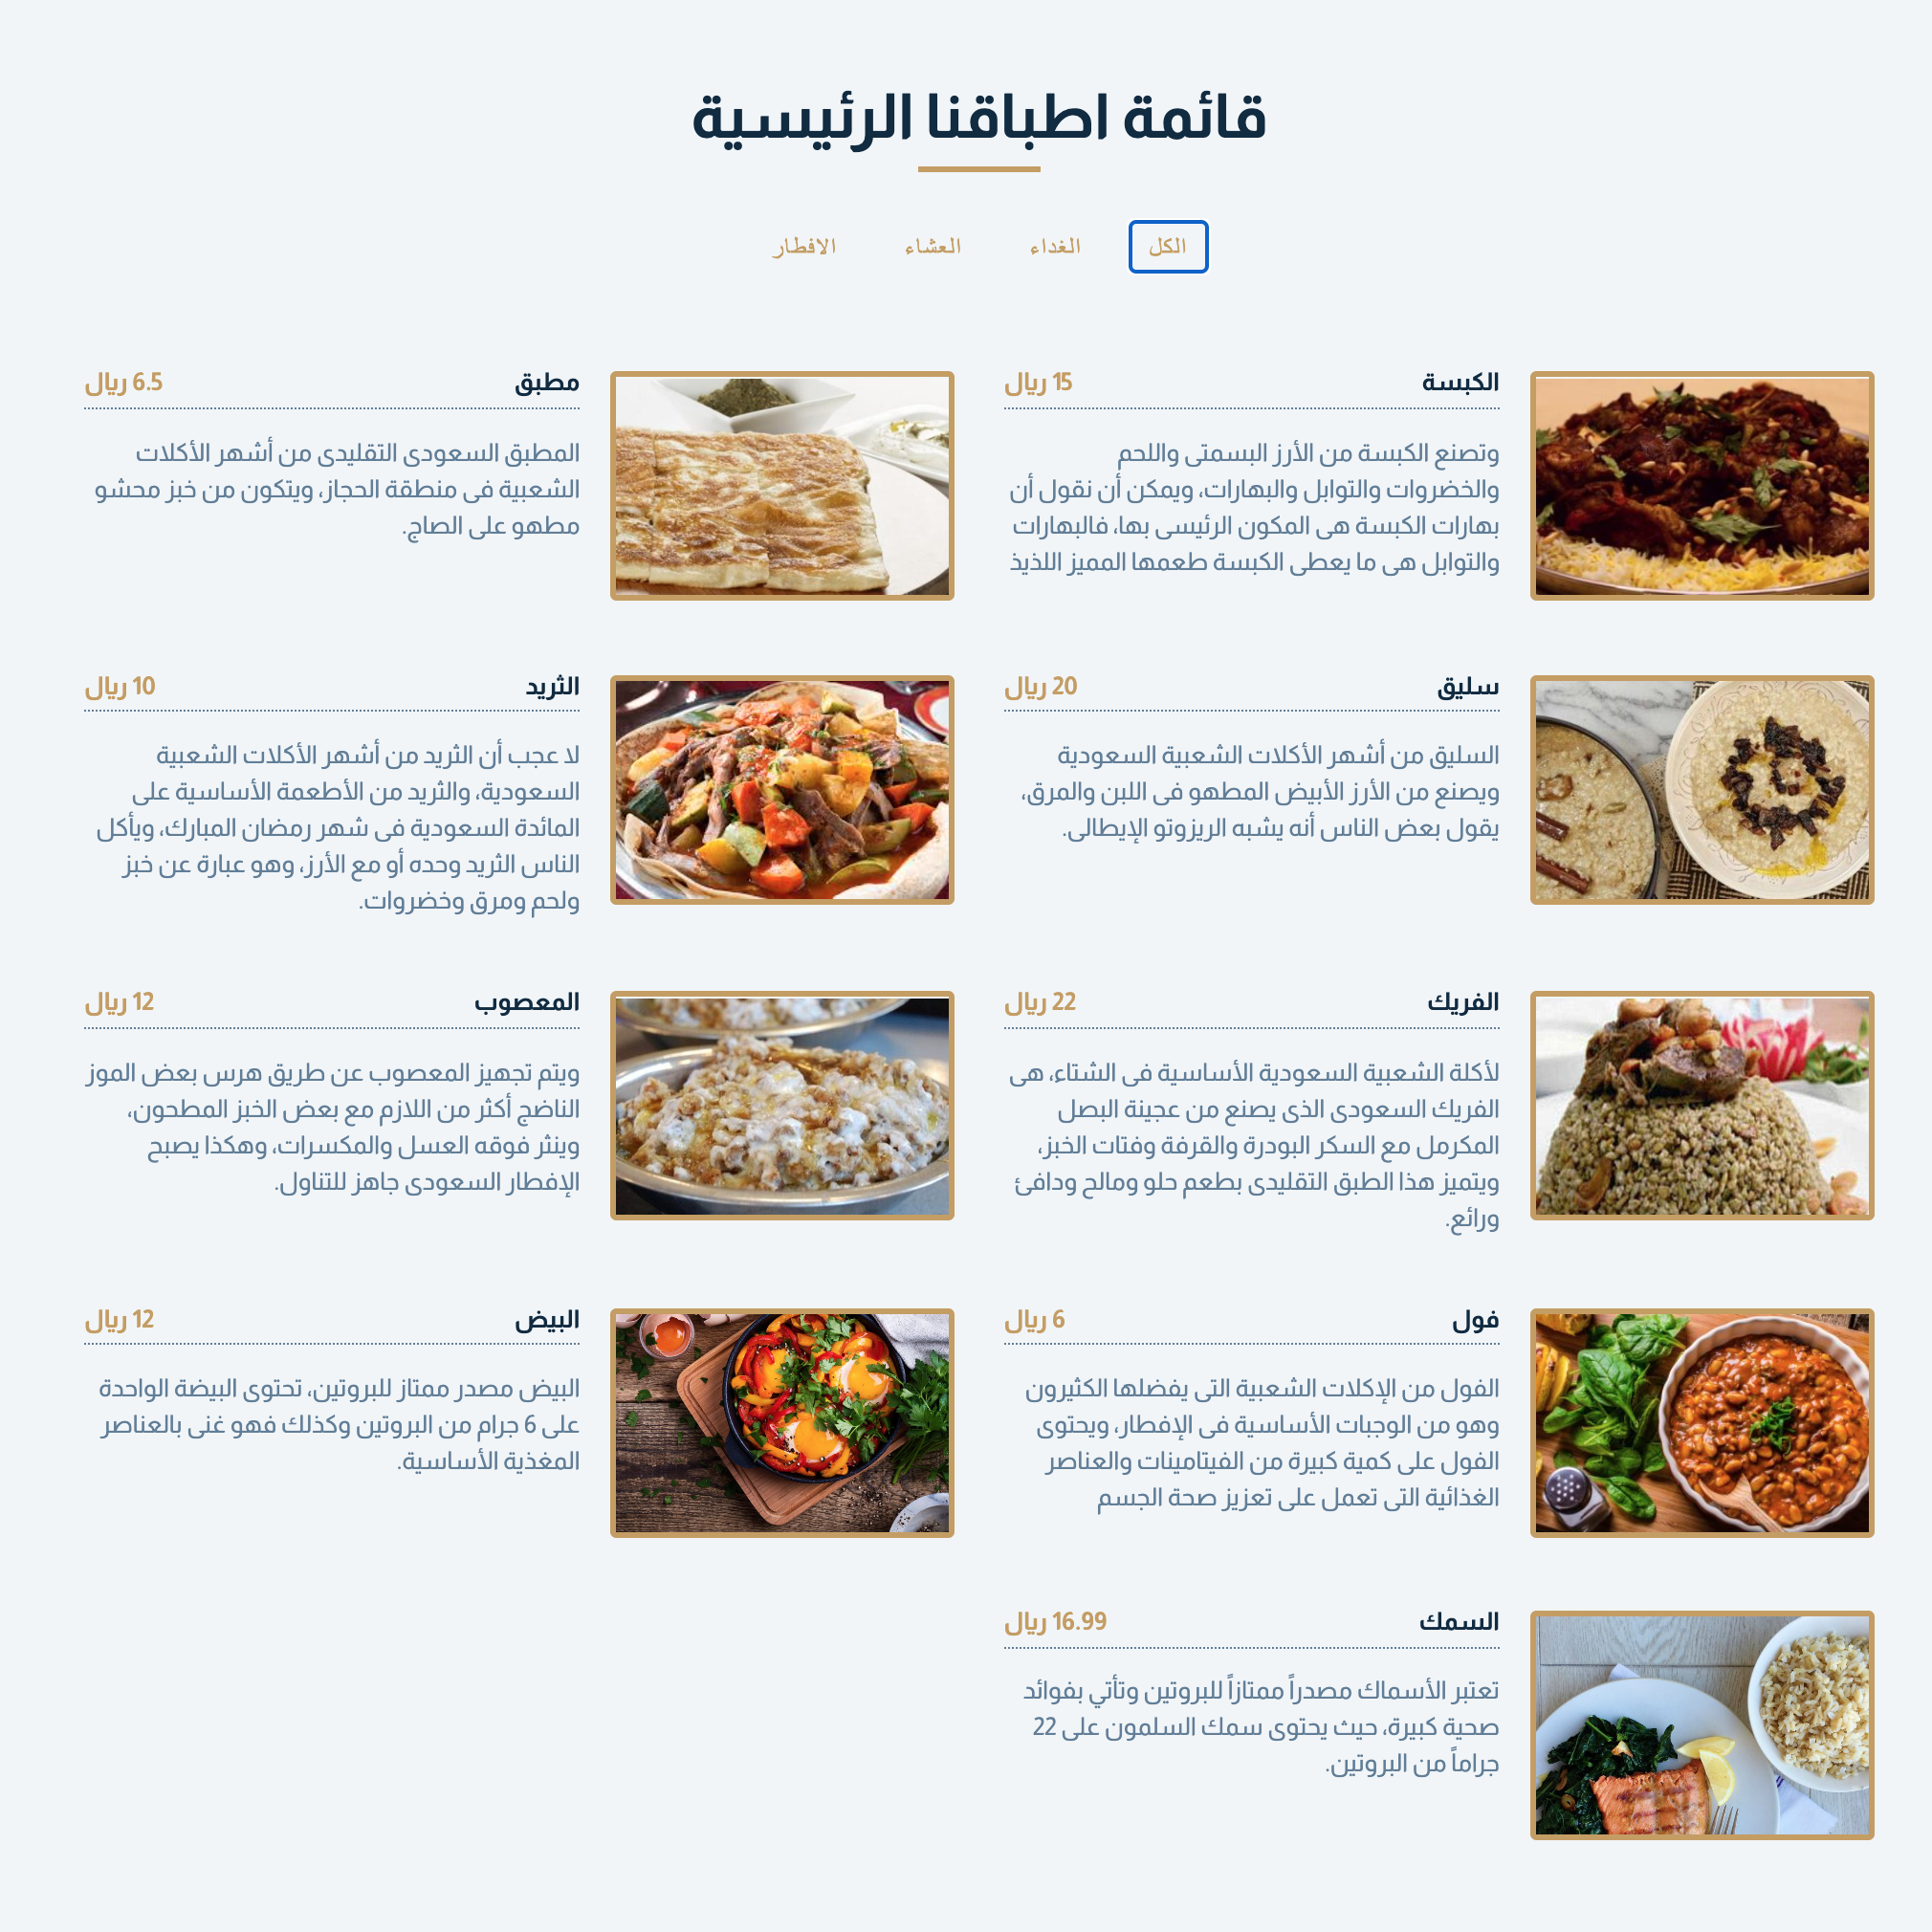 قائمة اطباقنا الرئيسية
الكل
الغداء
العشاء
الافطار
الكبسة
15 ريال
وتصنع الكبسة من الأرز البسمتى واللحم
والخضروات والتوابل والبهارات، ويمكن أن نقول أن
بهارات الكبسة هى المكون الرئيسى بها، فالبهارات
والتوابل هى ما يعطى الكبسة طعمها المميز اللذيذ
مطبق
6.5 ريال
المطبق السعودى التقليدى من أشهر الأكلات
الشعبية فى منطقة الحجاز، ويتكون من خبز محشو
مطهو على الصاج.
سليق
20 ريال
السليق من أشهر الأكلات الشعبية السعودية
ويصنع من الأرز الأبيض المطهو فى اللبن والمرق،
يقول بعض الناس أنه يشبه الريزوتو الإيطالى.
الثريد
10 ريال
لا عجب أن الثريد من أشهر الأكلات الشعبية
السعودية، والثريد من الأطعمة الأساسية على
المائدة السعودية فى شهر رمضان المبارك، ويأكل
الناس الثريد وحده أو مع الأرز، وهو عبارة عن خبز
ولحم ومرق وخضروات.
الفريك
22 ريال
لأكلة الشعبية السعودية الأساسية فى الشتاء، هى
الفريك السعودى الذى يصنع من عجينة البصل
المكرمل مع السكر البودرة والقرفة وفتات الخبز،
ويتميز هذا الطبق التقليدى بطعم حلو ومالح ودافئ
ورائع.
المعصوب
12 ريال
ويتم تجهيز المعصوب عن طريق هرس بعض الموز
الناضج أكثر من اللازم مع بعض الخبز المطحون،
وينثر فوقه العسل والمكسرات، وهكذا يصبح
الإفطار السعودى جاهز للتناول.
فول
6 ريال
الفول من الإكلات الشعبية التى يفضلها الكثيرون
وهو من الوجبات الأساسية فى الإفطار، ويحتوى
الفول على كمية كبيرة من الفيتامينات والعناصر
الغذائية التى تعمل على تعزيز صحة الجسم
البيض
12 ريال
البيض مصدر ممتاز للبروتين، تحتوى البيضة الواحدة
على 6 جرام من البروتين وكذلك فهو غنى بالعناصر
المغذية الأساسية.
السمك
16.99 ريال
تعتبر الأسماك مصدراً ممتازاً للبروتين وتأتي بفوائد
صحية كبيرة، حيث يحتوى سمك السلمون على 22
جراماً من البروتين.